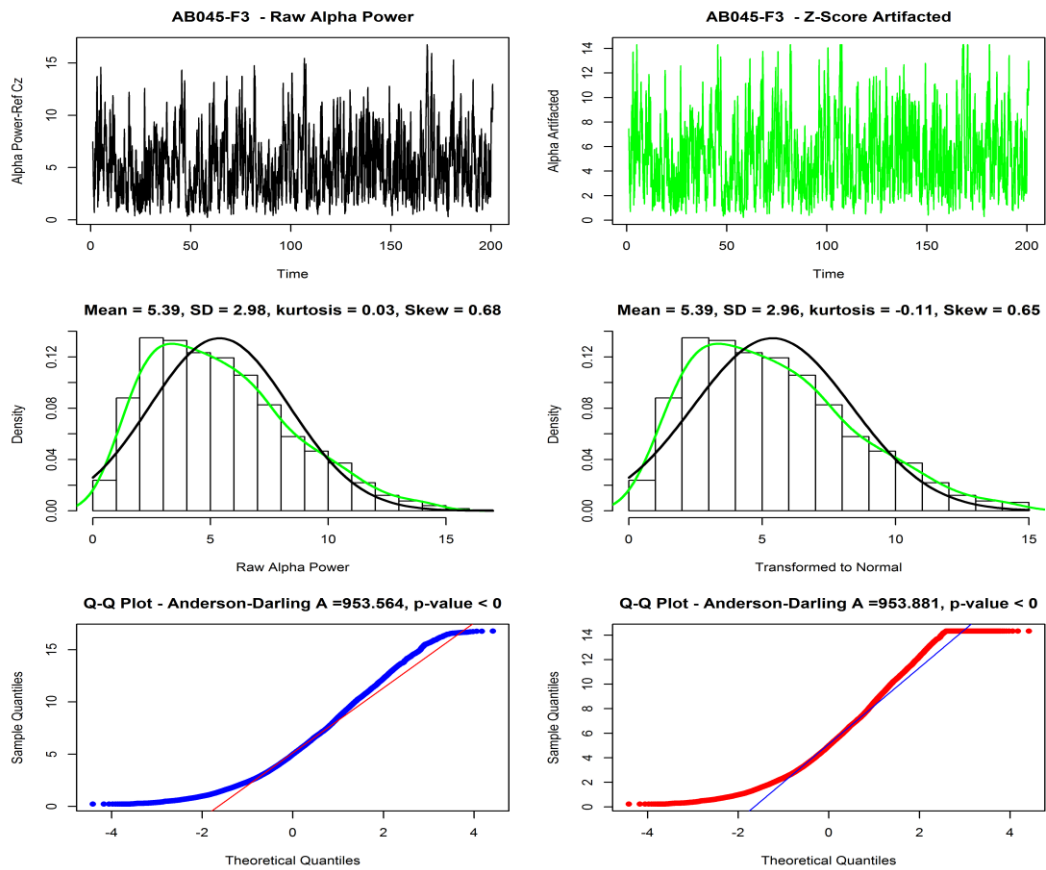 AB045-F3 - Raw Alpha Power
Alpha Power-Ref Cz
0 5 10 15
0 50 100 150 200
Time
AB045-F3 - Z-Score Artifacted
Alpha Artifacted
0 2 4 6 8 10 12 14
0 50 100 150 200
Time
Mean = 5.39, SD = 2.98, kurtosis = 0.03, Skew = 0.68
Density
0.00 0.04 0.08 0.12
0 5 10 15
Raw Alpha Power
Mean = 5.39, SD = 2.96, kurtosis = -0.11, Skew = 0.65
Density
0.00 0.04 0.08 0.12
0 5 10 15
Transformed to Normal
Q-Q Plot - Anderson-Darling A =953.564, p-value < 0
Sample Quantiles
0 5 10 15
-4 -2 0 2 4
Theoretical Quantiles
Q-Q Plot - Anderson-Darling A =953.881, p-value < 0
Sample Quantiles
0 2 4 6 8 10 12 14
-4 -2 0 2 4
Theoretical Quantiles